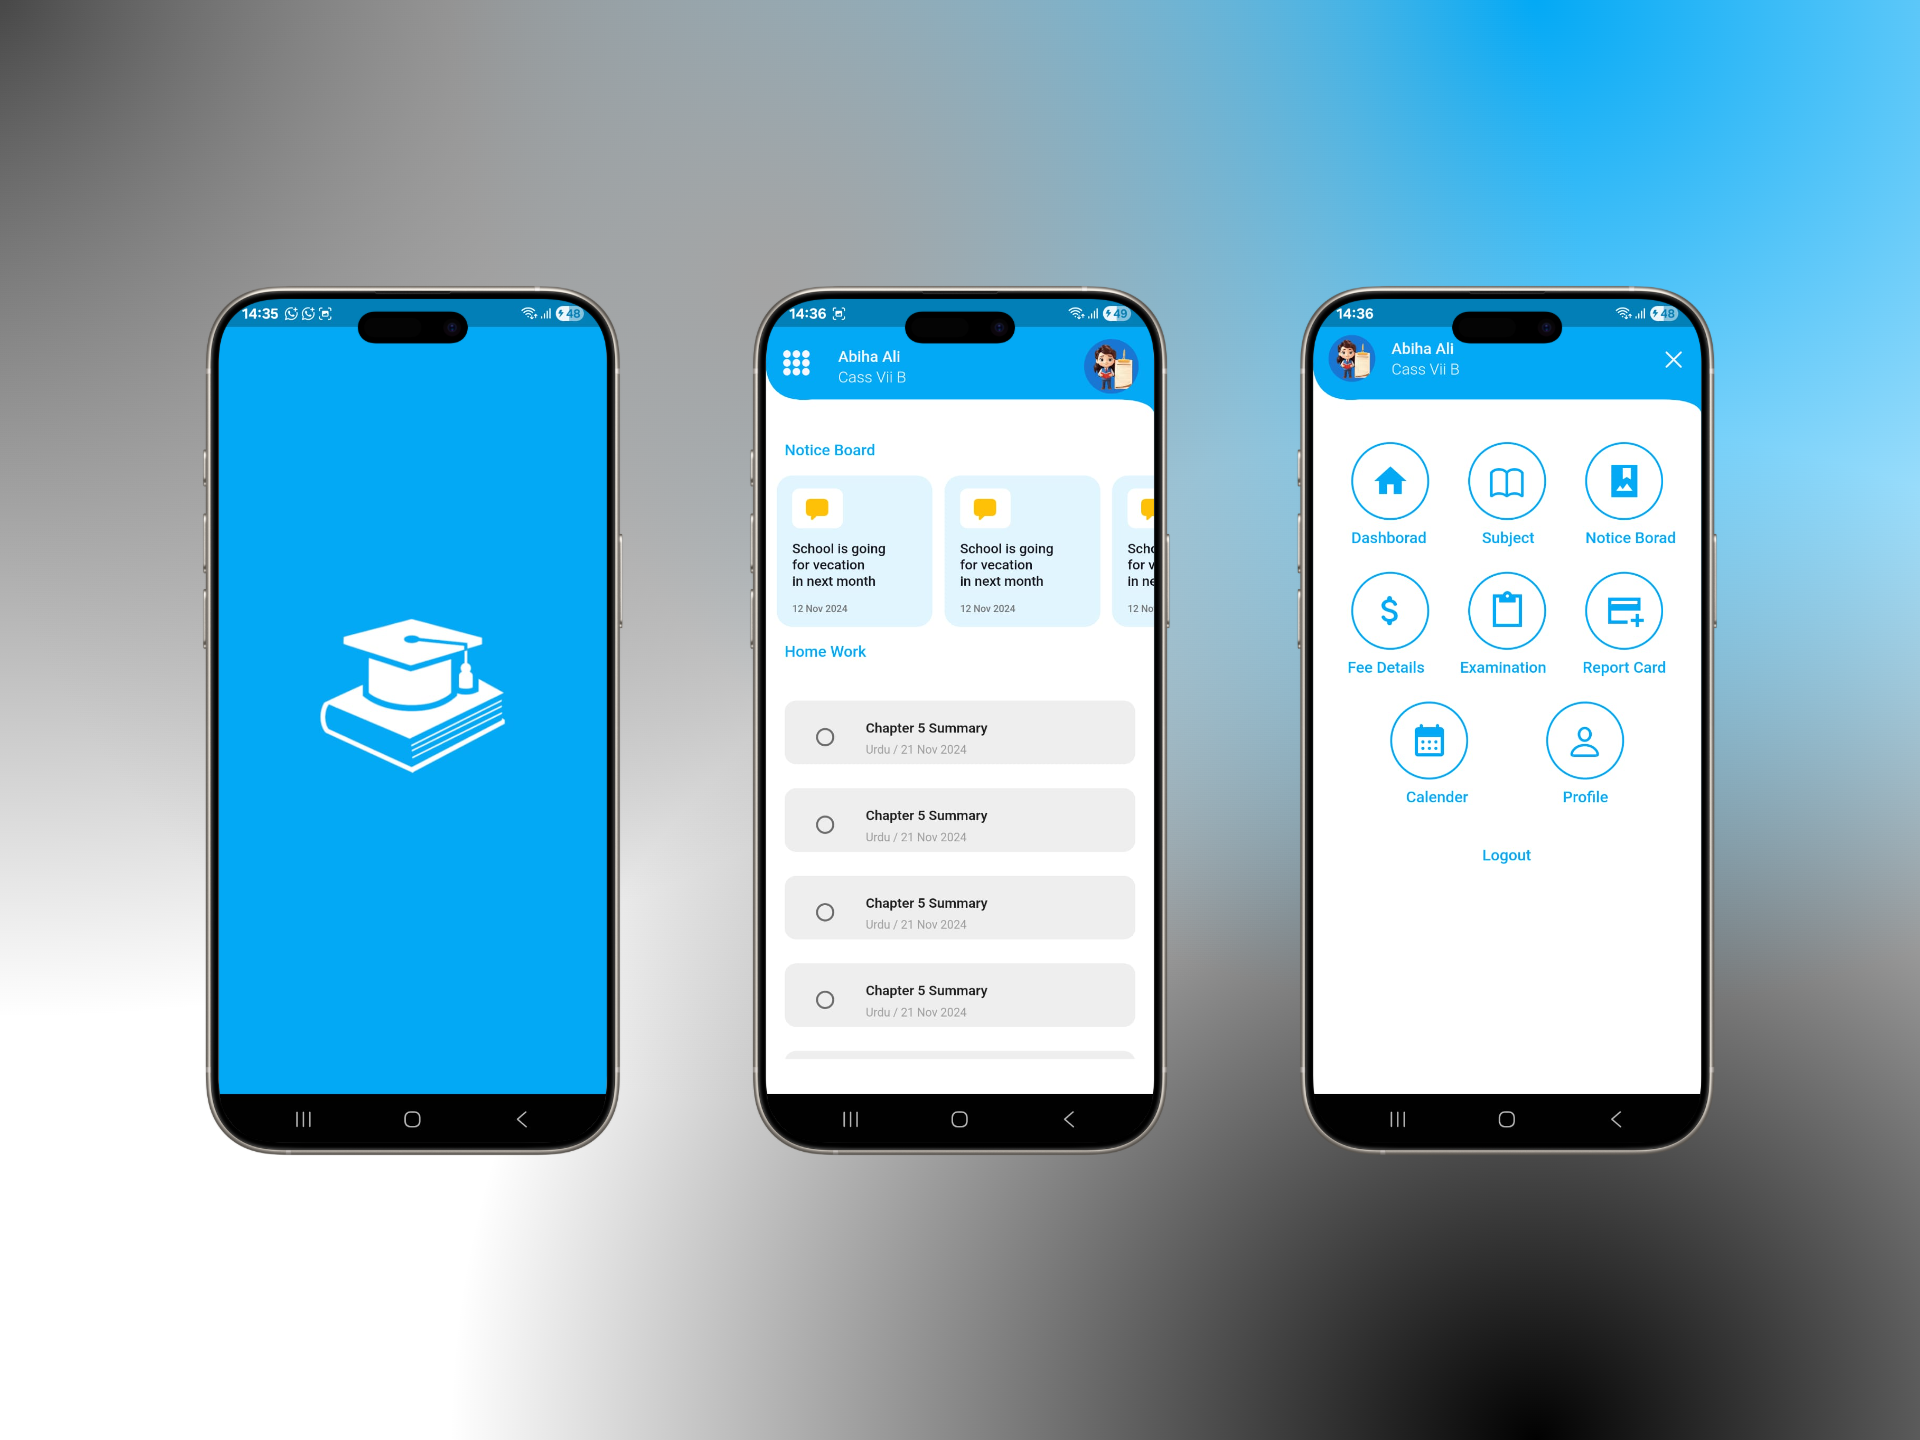 14:35
48
14:36
49
Abiha Ali
Cass Vii B
Notice Board
School is going
for vecation
in next month
12 Nov 2024
School is going
for vecation
in next month
12 Nov 2024
Scho
for v
in ne
12 No
Home Work
Chapter 5 Summary
Urdu / 21 Nov 2024
Chapter 5 Summary
Urdu / 21 Nov 2024
Chapter 5 Summary
Urdu / 21 Nov 2024
Chapter 5 Summary
Urdu / 21 Nov 2024
14:36
48
Abiha Ali
Cass Vii B
Dashborad
Subject
Notice Borad
Fee Details
Examination
Report Card
Calender
Profile
Logout